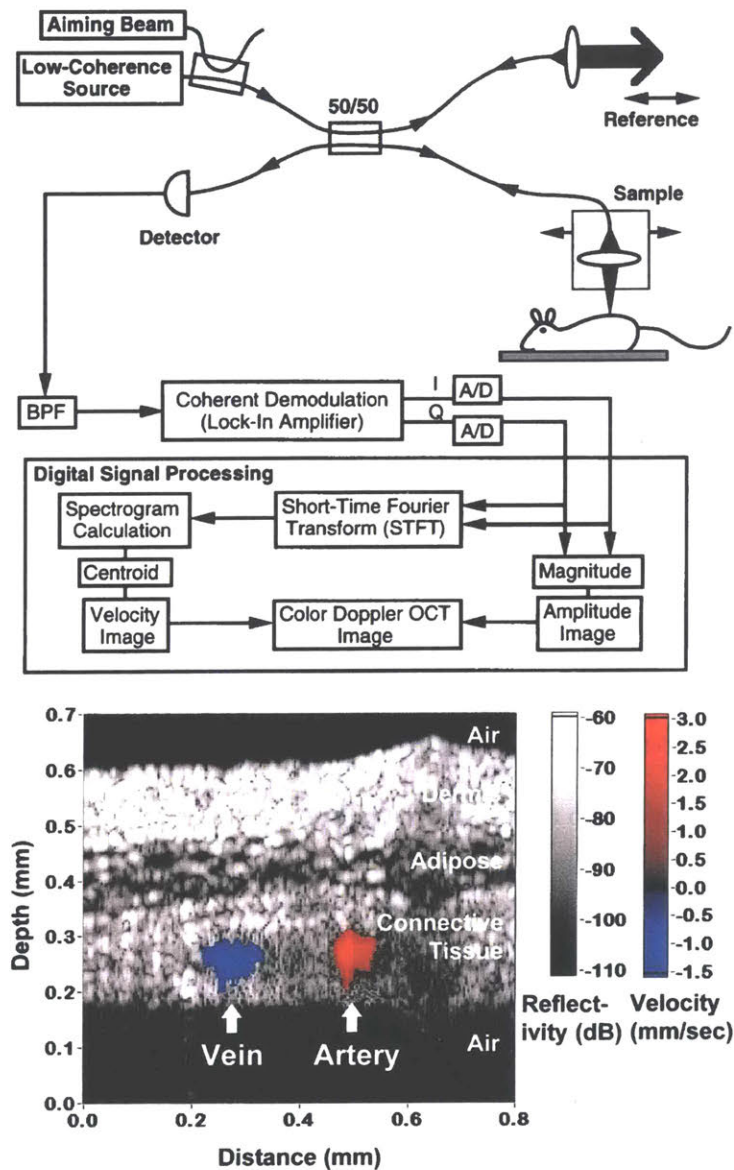 Aiming Beam
Low-Coherence
Source
50/50
Reference
Detector
Sample
BPF
Coherent Demodulation
(Lock-In Amplifier)
I
Q
A/D
A/D
Digital Signal Processing
Spectrogram
Calculation
Short-Time Fourier
Transform (STFT)
Centroid
Magnitude
Velocity
Image
Color Doppler OCT
Image
Amplitude
Image
0.7
0.6
0.5
0.4
0.3
0.2
0.1
0.0
Depth (mm)
Air
Dermis
Adipose
Connective
Tissue
Vein
Artery
Air
0.0
0.2
0.4
0.6
0.8
Distance (mm)
-60
-70
-80
-90
-100
-110
Reflect-
ivity (dB)
3.0
2.5
2.0
1.5
1.0
0.5
0.0
-0.5
-1.0
-1.5
Velocity
(mm/sec)